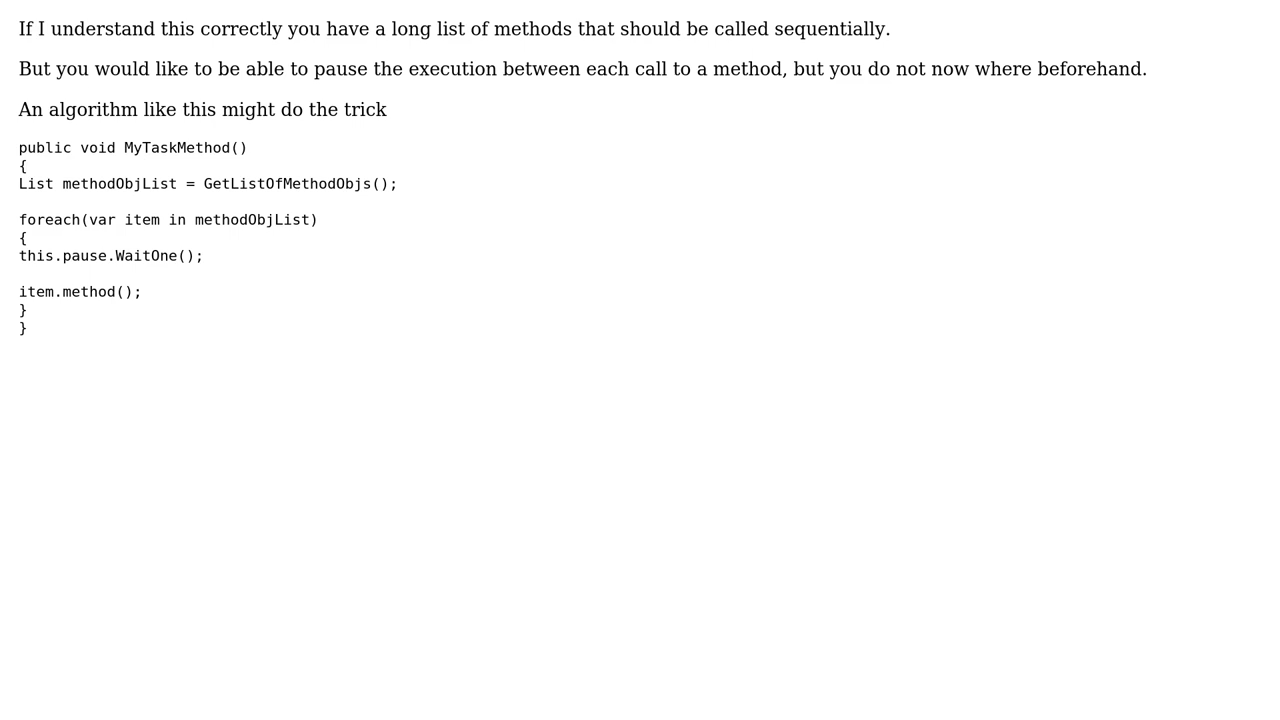 If I understand this correctly you have a long list of methods that should be called sequentially.
But you would like to be able to pause the execution between each call to a method, but you do not now where beforehand.
An algorithm like this might do the trick
public void MyTaskMethod()
{
List methodObjList = GetListOfMethodObjs();
foreach(var item in methodObjList)
{
this.pause.WaitOne();
item.method();
}
}